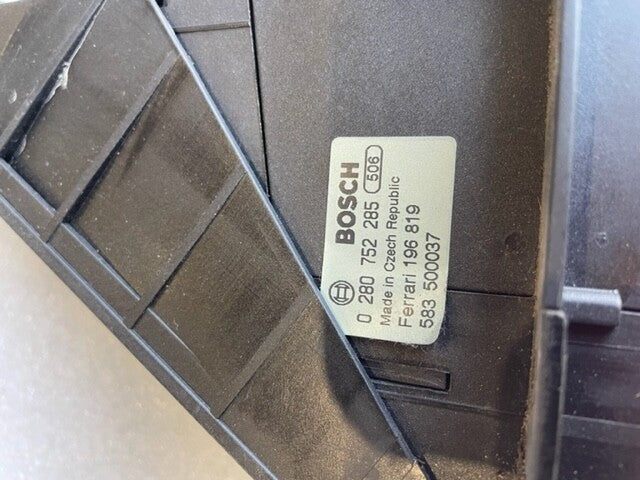 BOSCH
0 280 752 285 506
Made in Czech Republic
Ferrari 196 819
583 500037